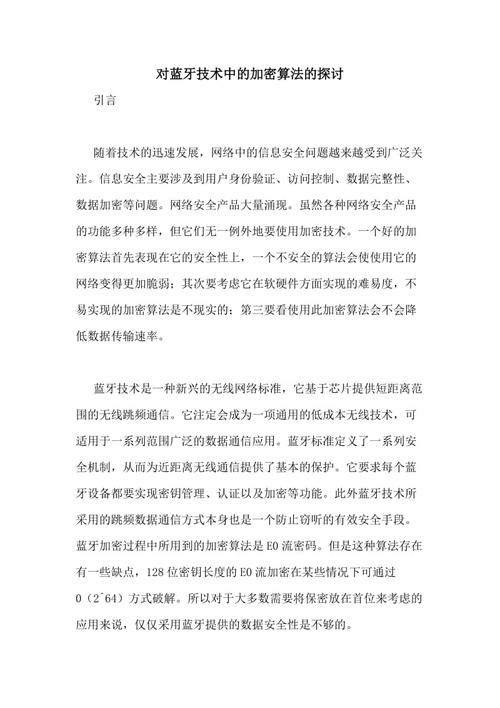 对蓝牙技术中的加密算法的探讨
引言
随着技术的迅速发展，网络中的信息安全问题越来越受到广泛关
注。信息安全主要涉及到用户身份验证、访问控制、数据完整性、
数据加密等问题。网络安全产品大量涌现。虽然各种网络安全产品
的功能多种多样，但它们无一例外地要使用加密技术。一个好的加
密算法首先表现在它的安全性上，一个不安全的算法会使使用它的
网络变得更加脆弱；其次要考虑它在软硬件方面实现的难易度，不
易实现的加密算法是不现实的；第三要看使用此加密算法会不会降
低数据传输速率。
蓝牙技术是一种新兴的无线网络标准，它基于芯片提供短距离范
围的无线跳频通信。它注定会成为一项通用的低成本无线技术，可
适用于一系列范围广泛的数据通信应用。蓝牙标准定义了一系列安
全机制，从而为近距离无线通信提供了基本的保护。它要求每个蓝
牙设备都要实现密钥管理、认证以及加密等功能。此外蓝牙技术所
采用的跳频数据通信方式本身也是一个防止窃听的有效安全手段。
蓝牙加密过程中所用到的加密算法是E0流密码。但是这种算法存在
有一些缺点，128位密钥长度的E0流加密在某些情况下可通过
0（2^64）方式破解。所以对于大多数需要将保密放在首位来考虑的
应用来说，仅仅采用蓝牙提供的数据安全性是不够的。